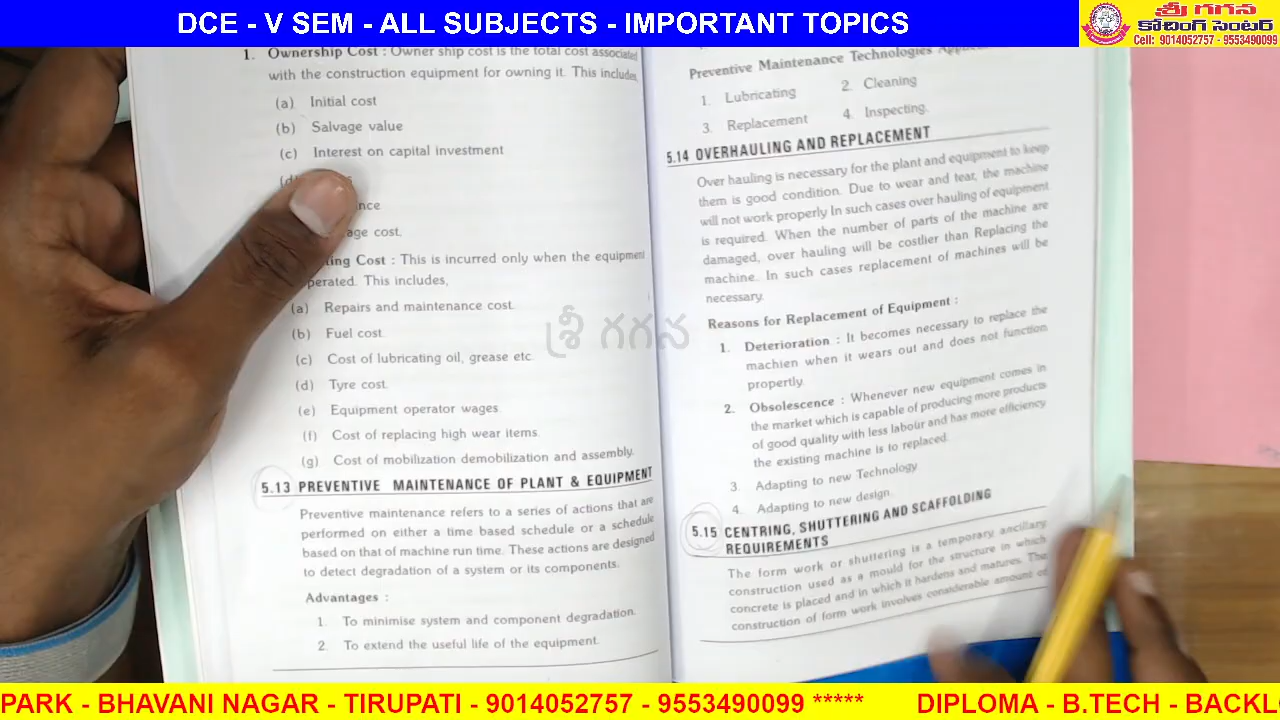 DCE - V SEM - ALL SUBJECTS - IMPORTANT TOPICS
శ్రీ గగన
కోచింగ్ సెంటర్
Cell: 9014052757 - 9553490099
1. Ownership Cost : Owner ship cost is the total cost associated
with the construction equipment for owning it. This includes,
(a) Initial cost
(b) Salvage value
(c) Interest on capital investment
(d)
nce
age cost.
ting Cost : This is incurred only when the equipment
perated. This includes,
(a) Repairs and maintenance cost.
(b) Fuel cost.
(c) Cost of lubricating oil, grease etc.
(d) Tyre cost.
(e) Equipment operator wages.
(f) Cost of replacing high wear items.
(g) Cost of mobilization demobilization and assembly.
5.13 PREVENTIVE MAINTENANCE OF PLANT & EQUIPMENT
Preventive maintenance refers to a series of actions that are
performed on either a time based schedule or a schedule
based on that of machine run time. These actions are designed
to detect degradation of a system or its components.
Advantages :
1. To minimise system and component degradation.
2. To extend the useful life of the equipment.
Preventive Maintenance Technologies
1. Lubricating 2. Cleaning
3. Replacement 4. Inspecting.
5.14 OVERHAULING AND REPLACEMENT
Over hauling is necessary for the plant and equipment to keep
them is good condition. Due to wear and tear, the machine
will not work properly In such cases over hauling of equipment
is required. When the number of parts of the machine are
damaged, over hauling will be costlier than Replacing the
machine. In such cases replacement of machines will be
necessary.
Reasons for Replacement of Equipment :
1. Deterioration : It becomes necessary to replace the
machien when it wears out and does not function
propertly.
2. Obsolescence : Whenever new equipment comes in
the market which is capable of producing more products
of good quality with less labour and has more efficiency
the existing machine is to replaced.
3. Adapting to new Technology
4. Adapting to new design.
5.15 CENTRING, SHUTTERING AND SCAFFOLDING
REQUIREMENTS
The form work or shuttering is a temporary ancillary
construction used as a mould for the structure in which
concrete is placed and in which it hardens and matures. The
construction of form work involves considerable amount of
శ్రీ గగన
PARK - BHAVANI NAGAR - TIRUPATI - 9014052757 - 9553490099 ***** DIPLOMA - B.TECH - BACKL